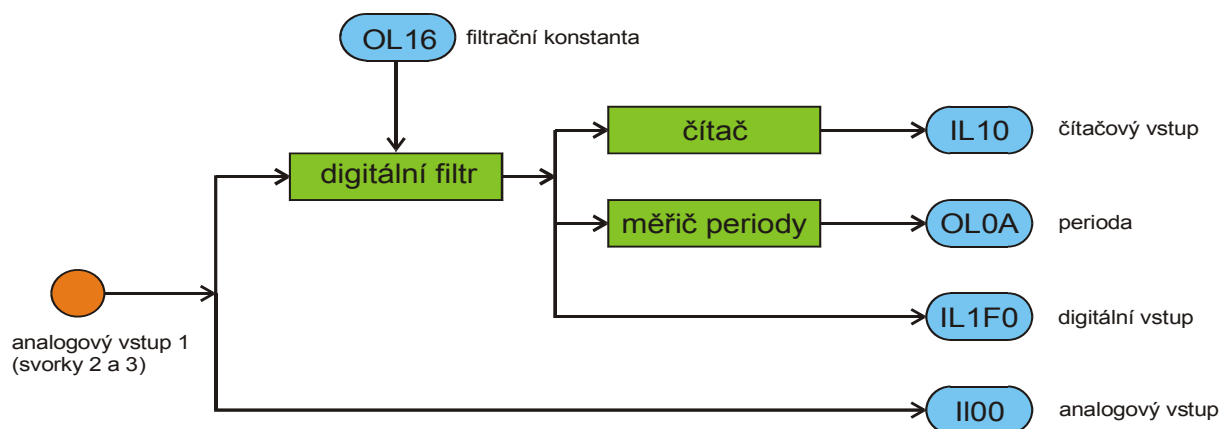 OL16
filtrační konstanta
čítač
IL10
čítačový vstup
digitální filtr
měřič periody
OL0A
perioda
IL1F0
digitální vstup
analogový vstup 1
(svorky 2 a 3)
II00
analogový vstup